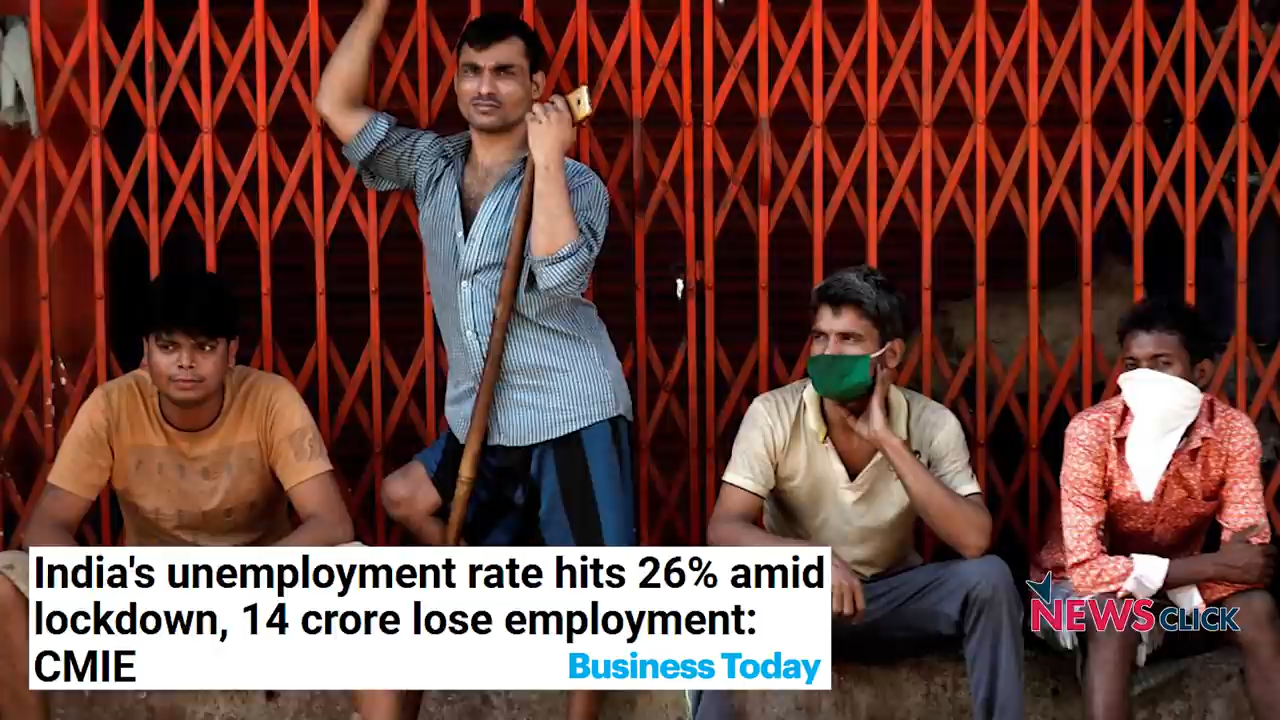 India's unemployment rate hits 26% amid
lockdown, 14 crore lose employment:
CMIE
Business Today
NEWSCLICK